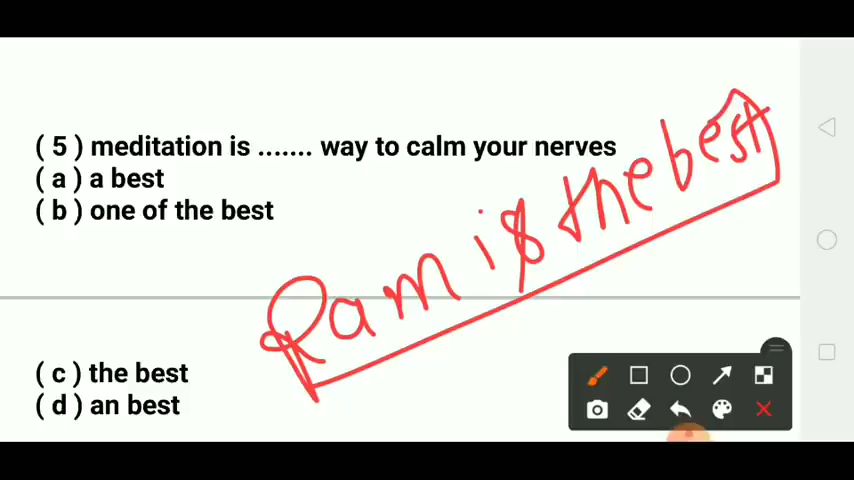 ( 5 ) meditation is ....... way to calm your nerves
( a ) a best
( b ) one of the best
Ram is the best
( c ) the best
( d ) an best